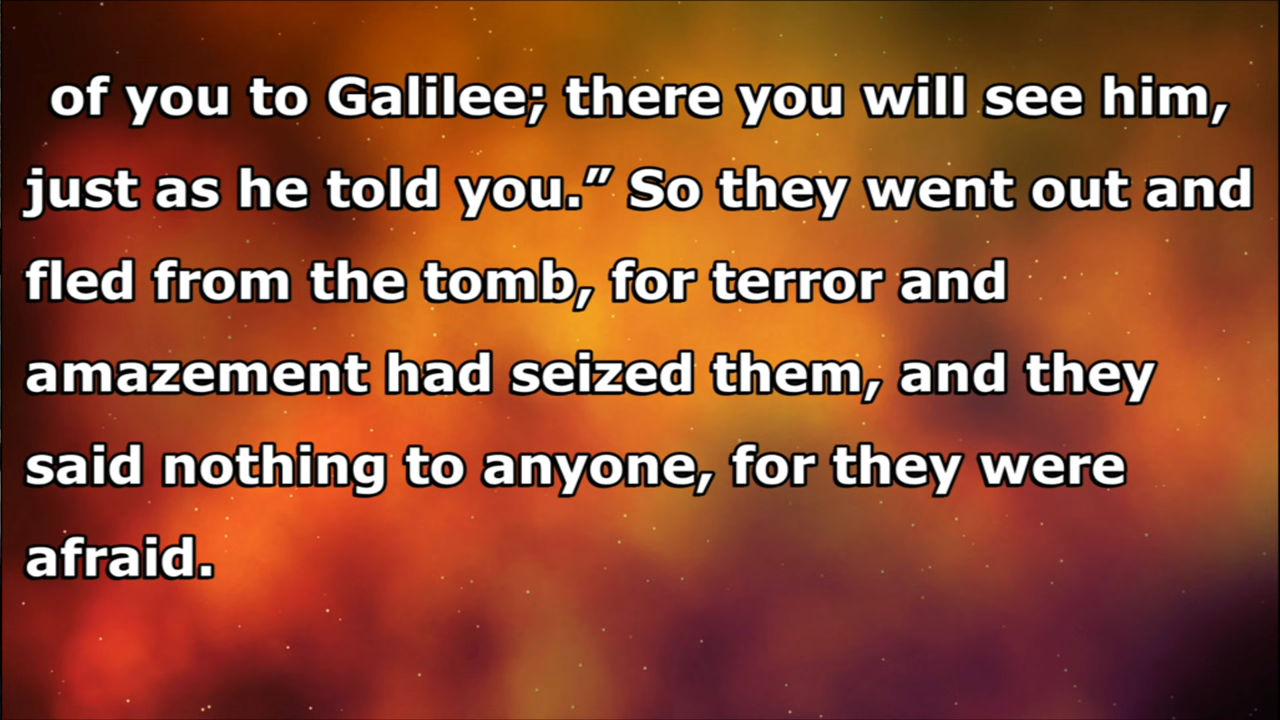 of you to Galilee; there you will see him,
just as he told you.” So they went out and
fled from the tomb, for terror and
amazement had seized them, and they
said nothing to anyone, for they were
afraid.